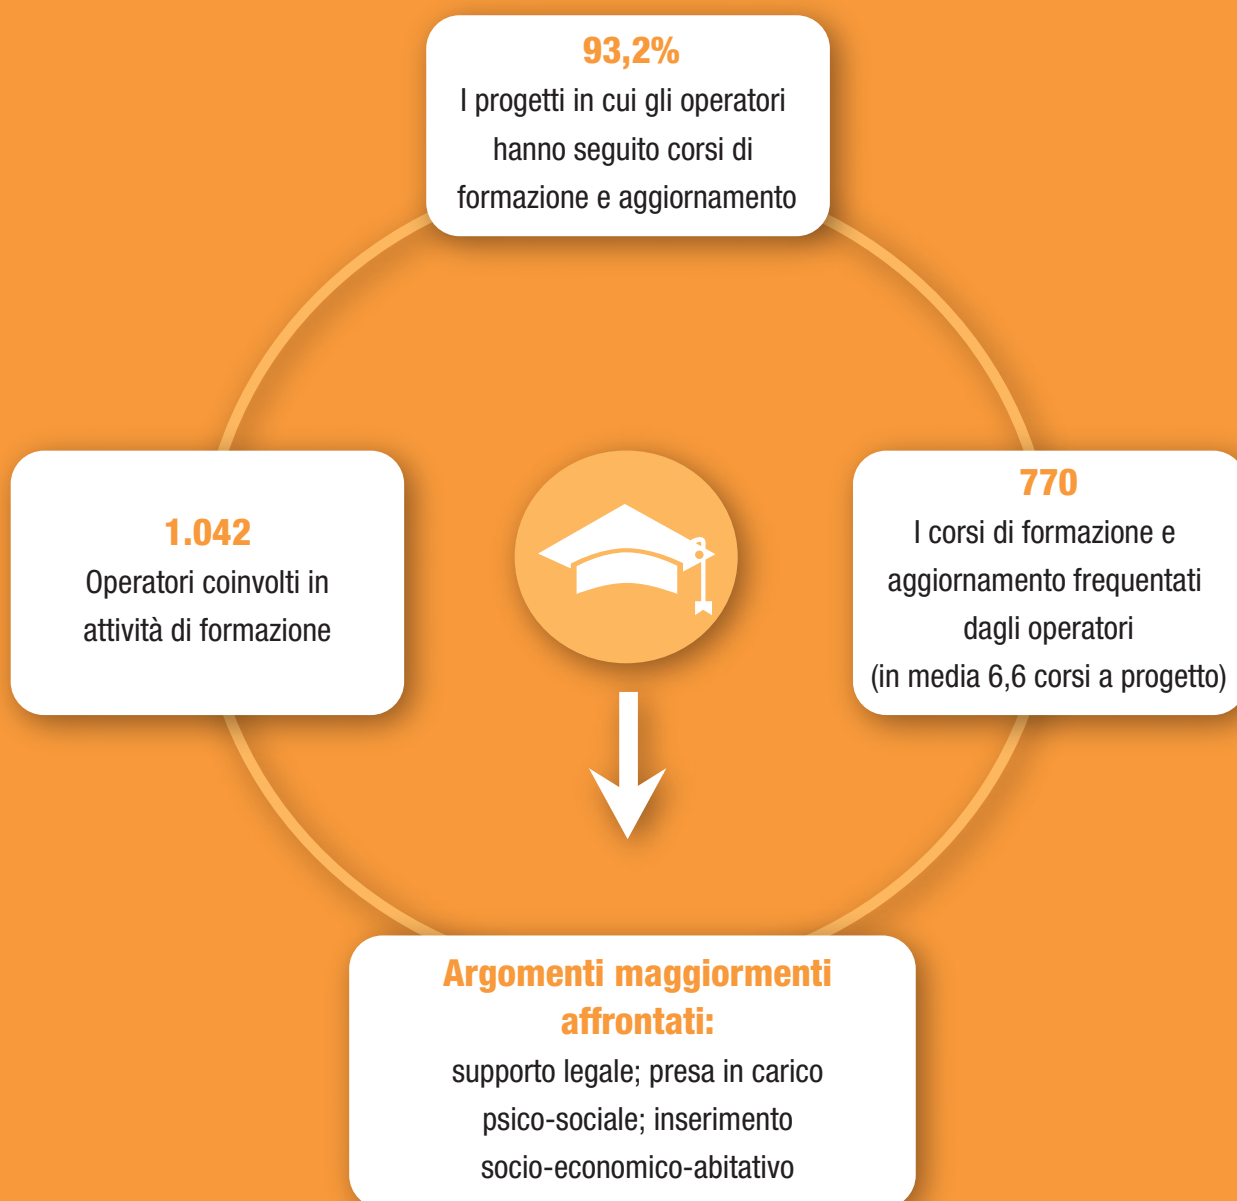 93,2%
I progetti in cui gli operatori
hanno seguito corsi di
formazione e aggiornamento
1.042
Operatori coinvolti in
attività di formazione
770
I corsi di formazione e
aggiornamento frequentati
dagli operatori
(in media 6,6 corsi a progetto)
Argomenti maggiormenti
affrontati:
supporto legale; presa in carico
psico-sociale; inserimento
socio-economico-abitativo